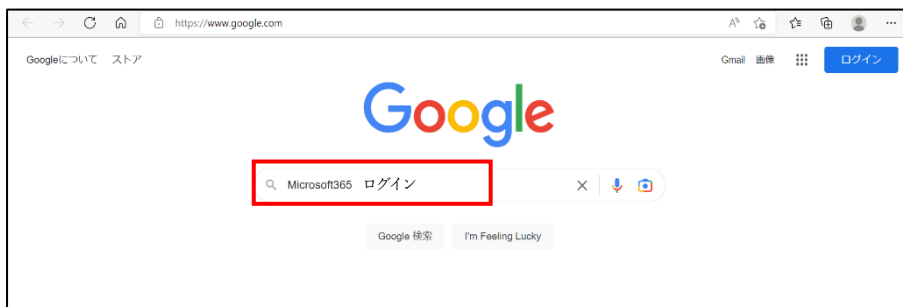 https://www.google.com
Googleについて ストア Gmail 画像 ログイン
Google
Microsoft365 ログイン
Google 検索 I'm Feeling Lucky